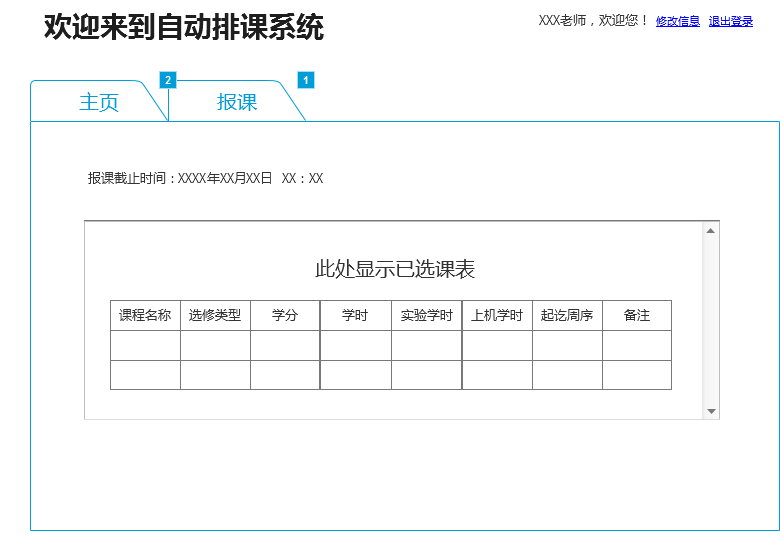 欢迎来到自动排课系统
XXX老师，欢迎您！ 修改信息 退出登录
2 1
主页 报课
报课截止时间：XXXX年XX月XX日 XX：XX
此处显示已选课表
课程名称 选修类型 学分 学时 实验学时 上机学时 起讫周序 备注